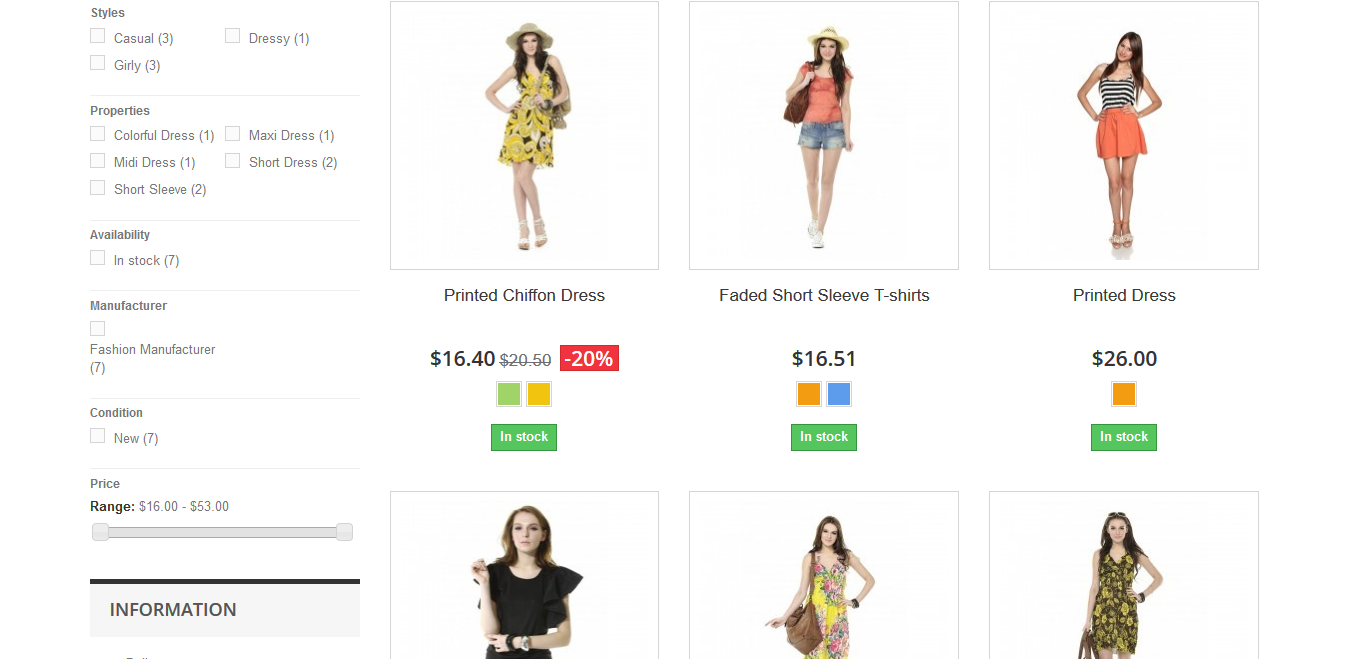 Styles
Casual (3) Dressy (1)
Girly (3)
Properties
Colorful Dress (1) Maxi Dress (1)
Midi Dress (1) Short Dress (2)
Short Sleeve (2)
Availability
In stock (7)
Manufacturer
Fashion Manufacturer
(7)
Condition
New (7)
Price
Range: $16.00 - $53.00
INFORMATION
Printed Chiffon Dress
$16.40 $20.50 -20%
In stock
Faded Short Sleeve T-shirts
$16.51
In stock
Printed Dress
$26.00
In stock